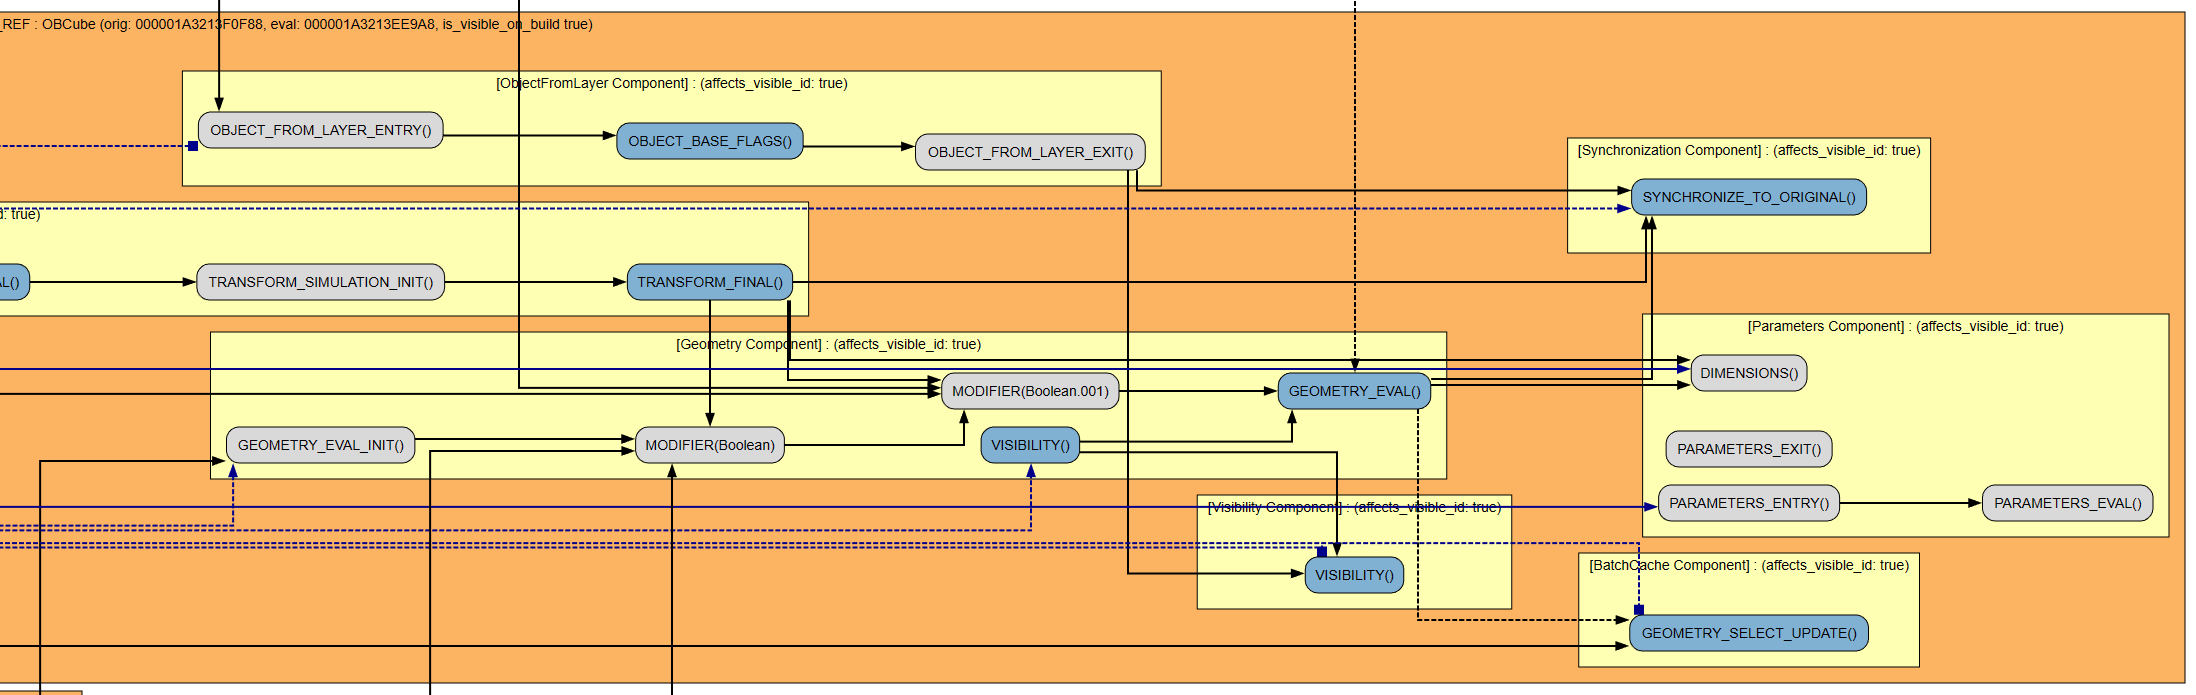 _REF : OBCube (orig: 000001A3213F0F88, eval: 000001A3213EE9A8, is_visible_on_build true)
[ObjectFromLayer Component] : (affects_visible_id: true)
OBJECT_FROM_LAYER_ENTRY()
OBJECT_BASE_FLAGS()
OBJECT_FROM_LAYER_EXIT()
[Synchronization Component] : (affects_visible_id: true)
SYNCHRONIZE_TO_ORIGINAL()
d: true)
AL()
TRANSFORM_SIMULATION_INIT()
TRANSFORM_FINAL()
[Geometry Component] : (affects_visible_id: true)
MODIFIER(Boolean.001)
GEOMETRY_EVAL()
GEOMETRY_EVAL_INIT()
MODIFIER(Boolean)
VISIBILITY()
[Parameters Component] : (affects_visible_id: true)
DIMENSIONS()
PARAMETERS_EXIT()
PARAMETERS_ENTRY()
PARAMETERS_EVAL()
[Visibility Component] : (affects_visible_id: true)
VISIBILITY()
[BatchCache Component] : (affects_visible_id: true)
GEOMETRY_SELECT_UPDATE()